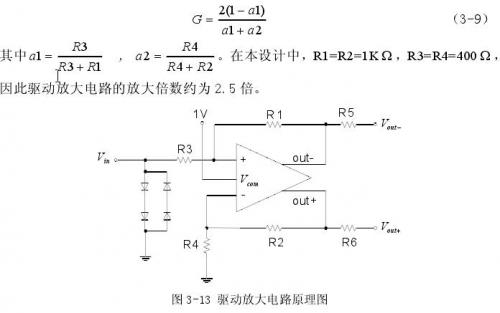 G = 2(1 - a1) / a1 + a2 (3-9)
其中 a1 = R3 / R3 + R1 , a2 = R4 / R4 + R2 。在本设计中，R1=R2=1KΩ，R3=R4=400Ω，
因此驱动放大电路的放大倍数约为 2.5 倍。
1V
R1
R5
Vout-
Vin
R3
+
out-
Vcom
-
out+
R4
R2
R6
Vout+
图 3-13 驱动放大电路原理图